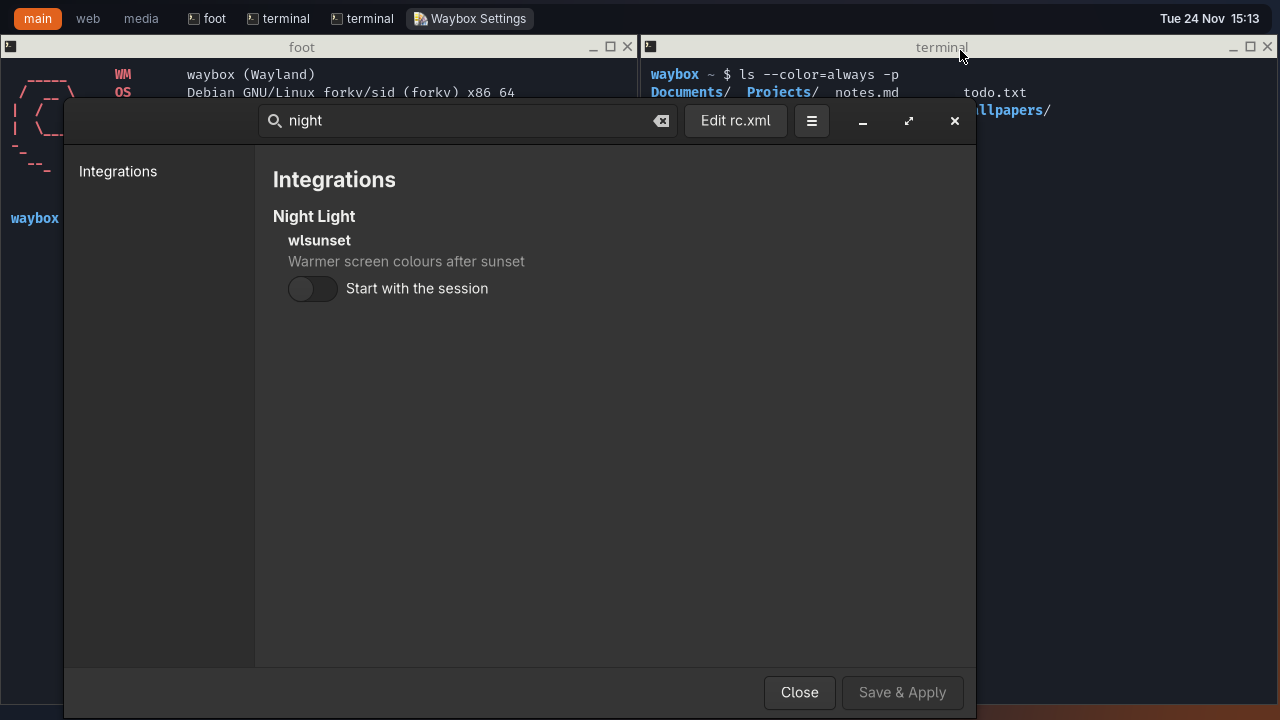 main web media foot terminal terminal Waybox Settings Tue 24 Nov 15:13
foot
terminal
WM waybox (Wayland)
OS Debian GNU/Linux forky/sid (forky) x86_64
waybox ~ $ ls --color=always -p
Documents/ Projects/ notes.md todo.txt
allpapers/
waybox
night
Edit rc.xml
Integrations
Integrations
Night Light
wlsunset
Warmer screen colours after sunset
Start with the session
Close
Save & Apply